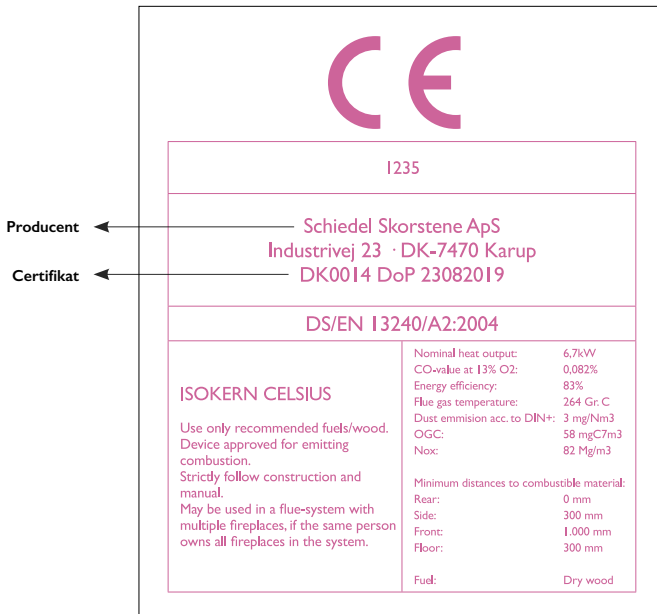 CE
1235
Producent
Schiedel Skorstene ApS
Industrivej 23 · DK-7470 Karup
Certifikat
DK0014 DoP 23082019
DS/EN 13240/A2:2004
ISOKERN CELSIUS
Use only recommended fuels/wood.
Device approved for emitting
combustion.
Strictly follow construction and
manual.
May be used in a flue-system with
multiple fireplaces, if the same person
owns all fireplaces in the system.
Nominal heat output: 6,7kW
CO-value at 13% O2: 0,082%
Energy efficiency: 83%
Flue gas temperature: 264 Gr. C
Dust emmision acc. to DIN+: 3 mg/Nm3
OGC: 58 mgC7m3
Nox: 82 Mg/m3
Minimum distances to combustible material:
Rear: 0 mm
Side: 300 mm
Front: 1.000 mm
Floor: 300 mm
Fuel: Dry wood